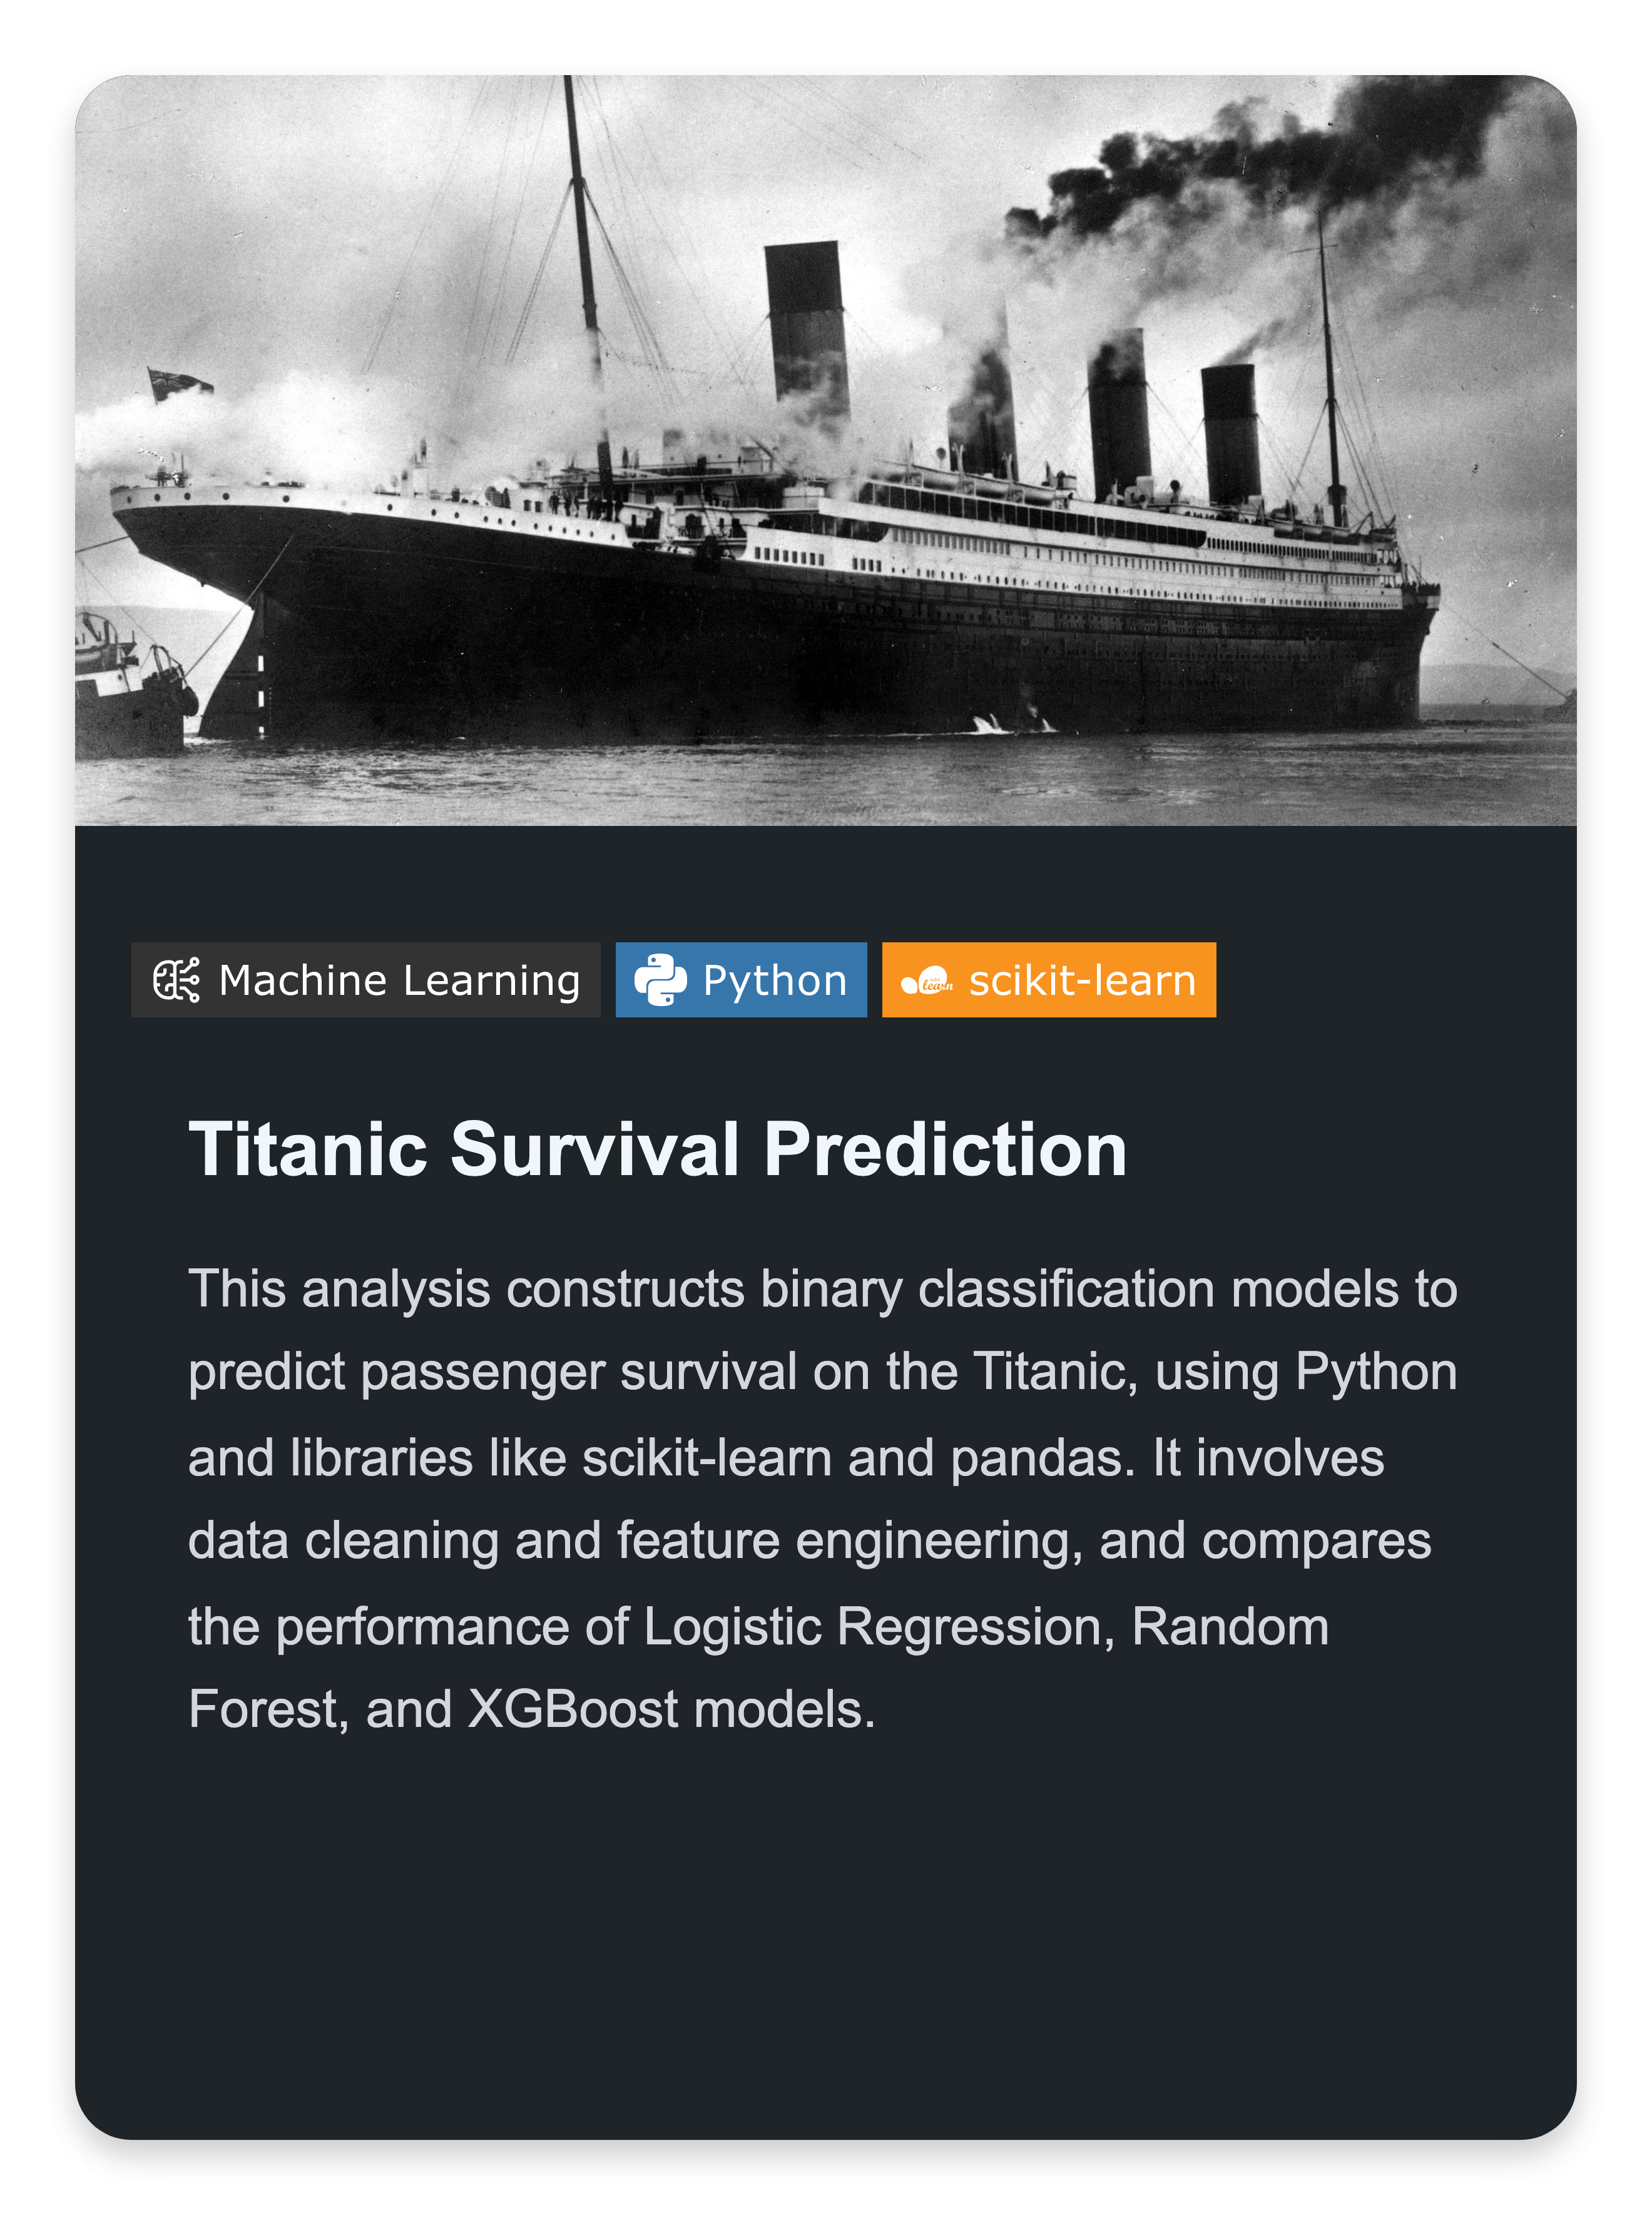 Machine Learning
Python
learn scikit-learn
Titanic Survival Prediction
This analysis constructs binary classification models to
predict passenger survival on the Titanic, using Python
and libraries like scikit-learn and pandas. It involves
data cleaning and feature engineering, and compares
the performance of Logistic Regression, Random
Forest, and XGBoost models.